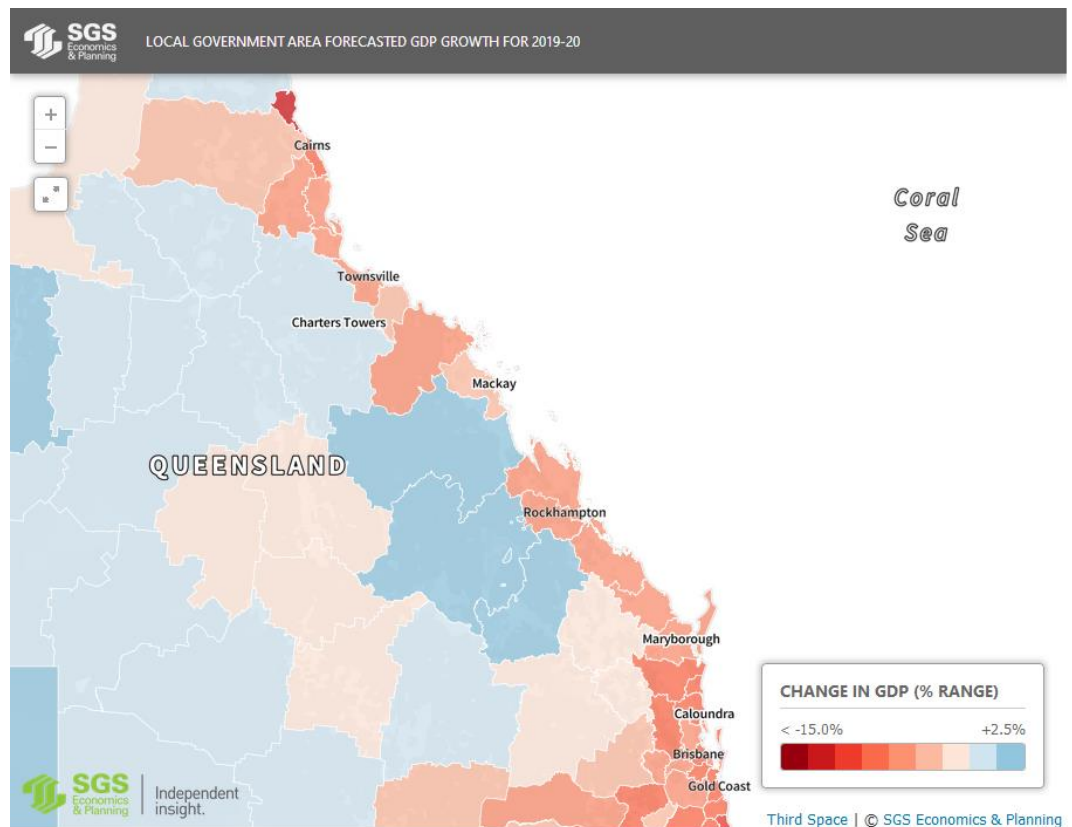 SGS
Economics
& Planning
LOCAL GOVERNMENT AREA FORECASTED GDP GROWTH FOR 2019-20
+
−
Cairns
Coral
Sea
Townsville
Charters Towers
Mackay
QUEENSLAND
Rockhampton
Maryborough
CHANGE IN GDP (% RANGE)
< -15.0%
+2.5%
Caloundra
Brisbane
Gold Coast
SGS
Economics
& Planning
Independent
insight.
Third Space | © SGS Economics & Planning